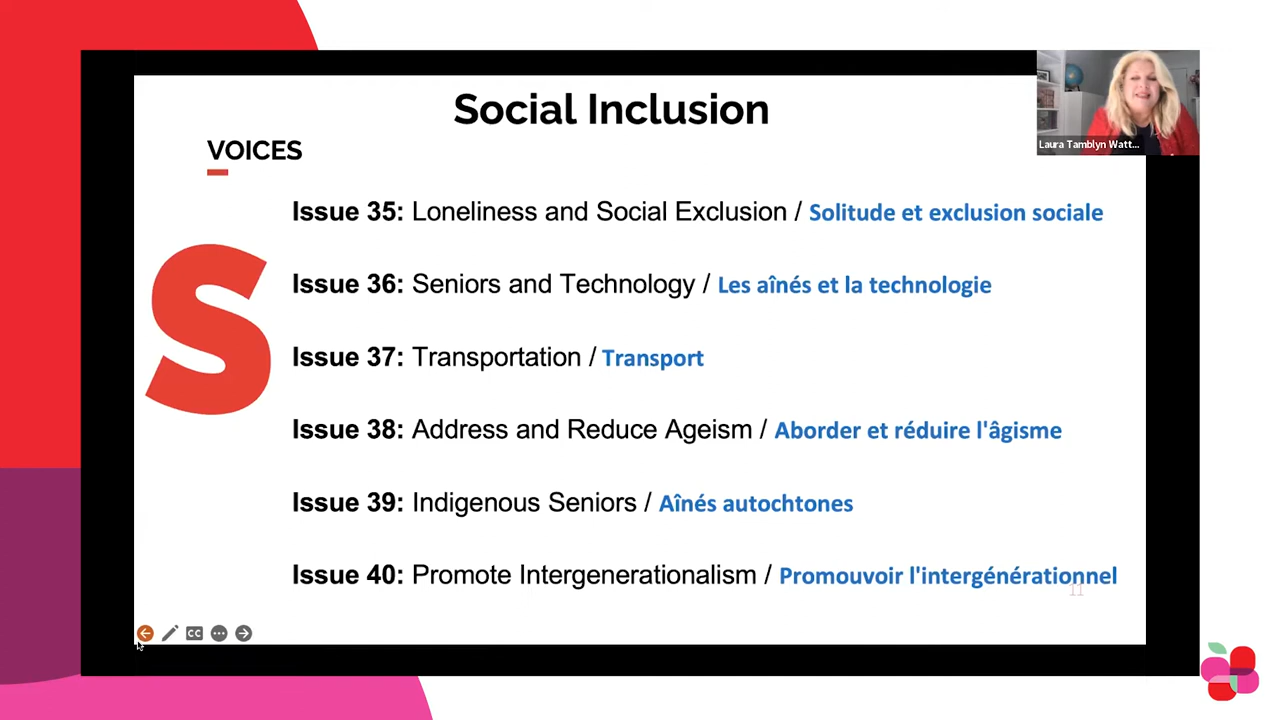 Social Inclusion
VOICES
Laura Tamblyn Watt...
Issue 35: Loneliness and Social Exclusion / Solitude et exclusion sociale
S
Issue 36: Seniors and Technology / Les aînés et la technologie
Issue 37: Transportation / Transport
Issue 38: Address and Reduce Ageism / Aborder et réduire l'âgisme
Issue 39: Indigenous Seniors / Aînés autochtones
Issue 40: Promote Intergenerationalism / Promouvoir l'intergénérationnel
11
CC